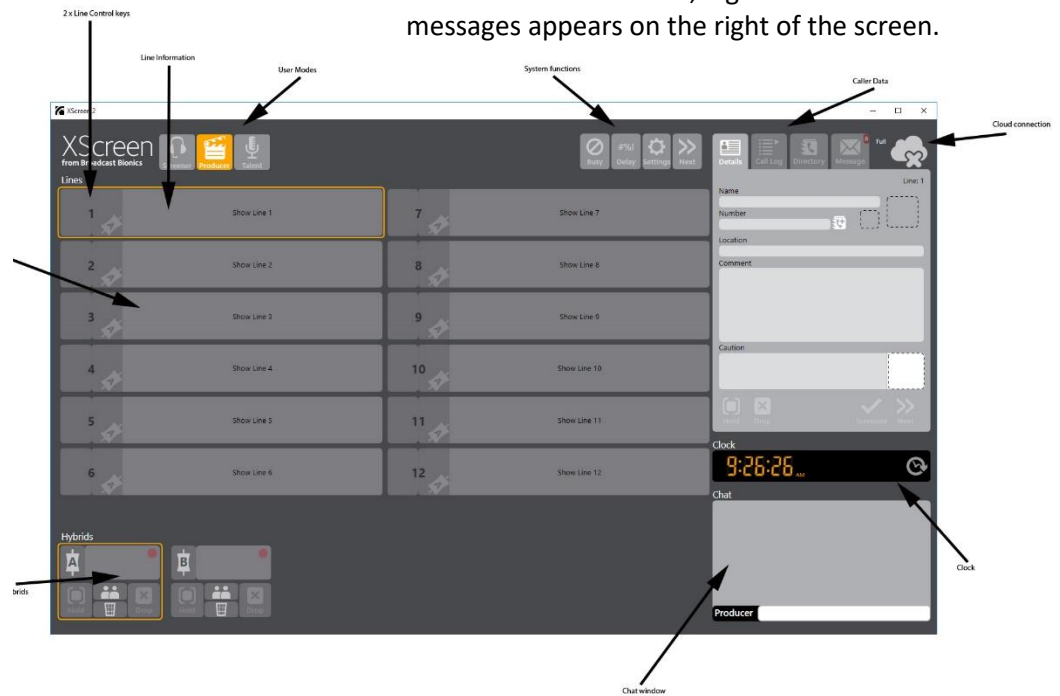 messages appears on the right of the screen.
2 x Line Control keys
Line Information
User Modes
System functions
Caller Data
Cloud connection
XScreen 2
XScreen
from Broadcast Bionics
Screener
Producer
Talent
Busy
#%!
Delay
Settings
Next
Details
Call Log
Directory
Message
Full
Lines
1 Show Line 1
2 Show Line 2
3 Show Line 3
4 Show Line 4
5 Show Line 5
6 Show Line 6
7 Show Line 7
8 Show Line 8
9 Show Line 9
10 Show Line 10
11 Show Line 11
12 Show Line 12
Line: 1
Name
Number
Location
Comment
Caution
Hold
Drop
Screened
Next
Clock
9:26:26 AM
Chat
Producer
Hybrids
A
Hold
Drop
B
Hold
Drop
brids
Clock
Chat window